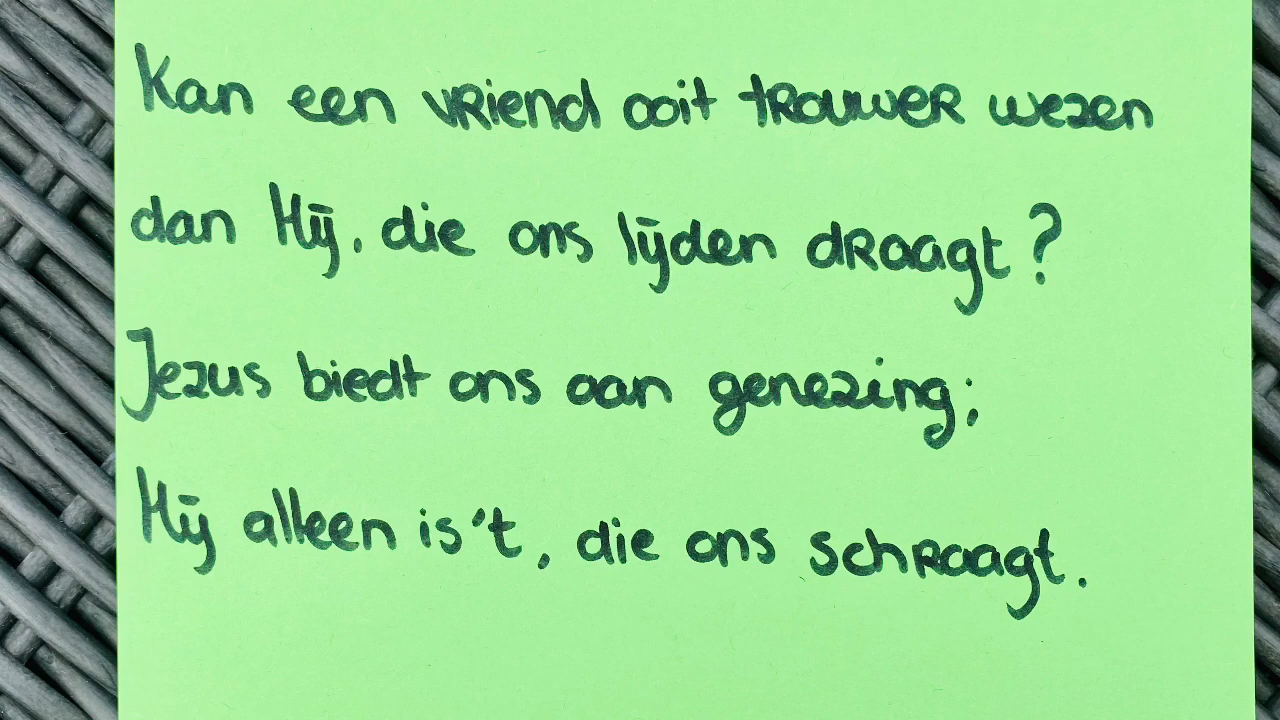 Kan een vriend ooit trouwer wezen
dan Hij, die ons lijden draagt?
Jezus biedt ons aan genezing;
Hij alleen is 't, die ons schraagt.